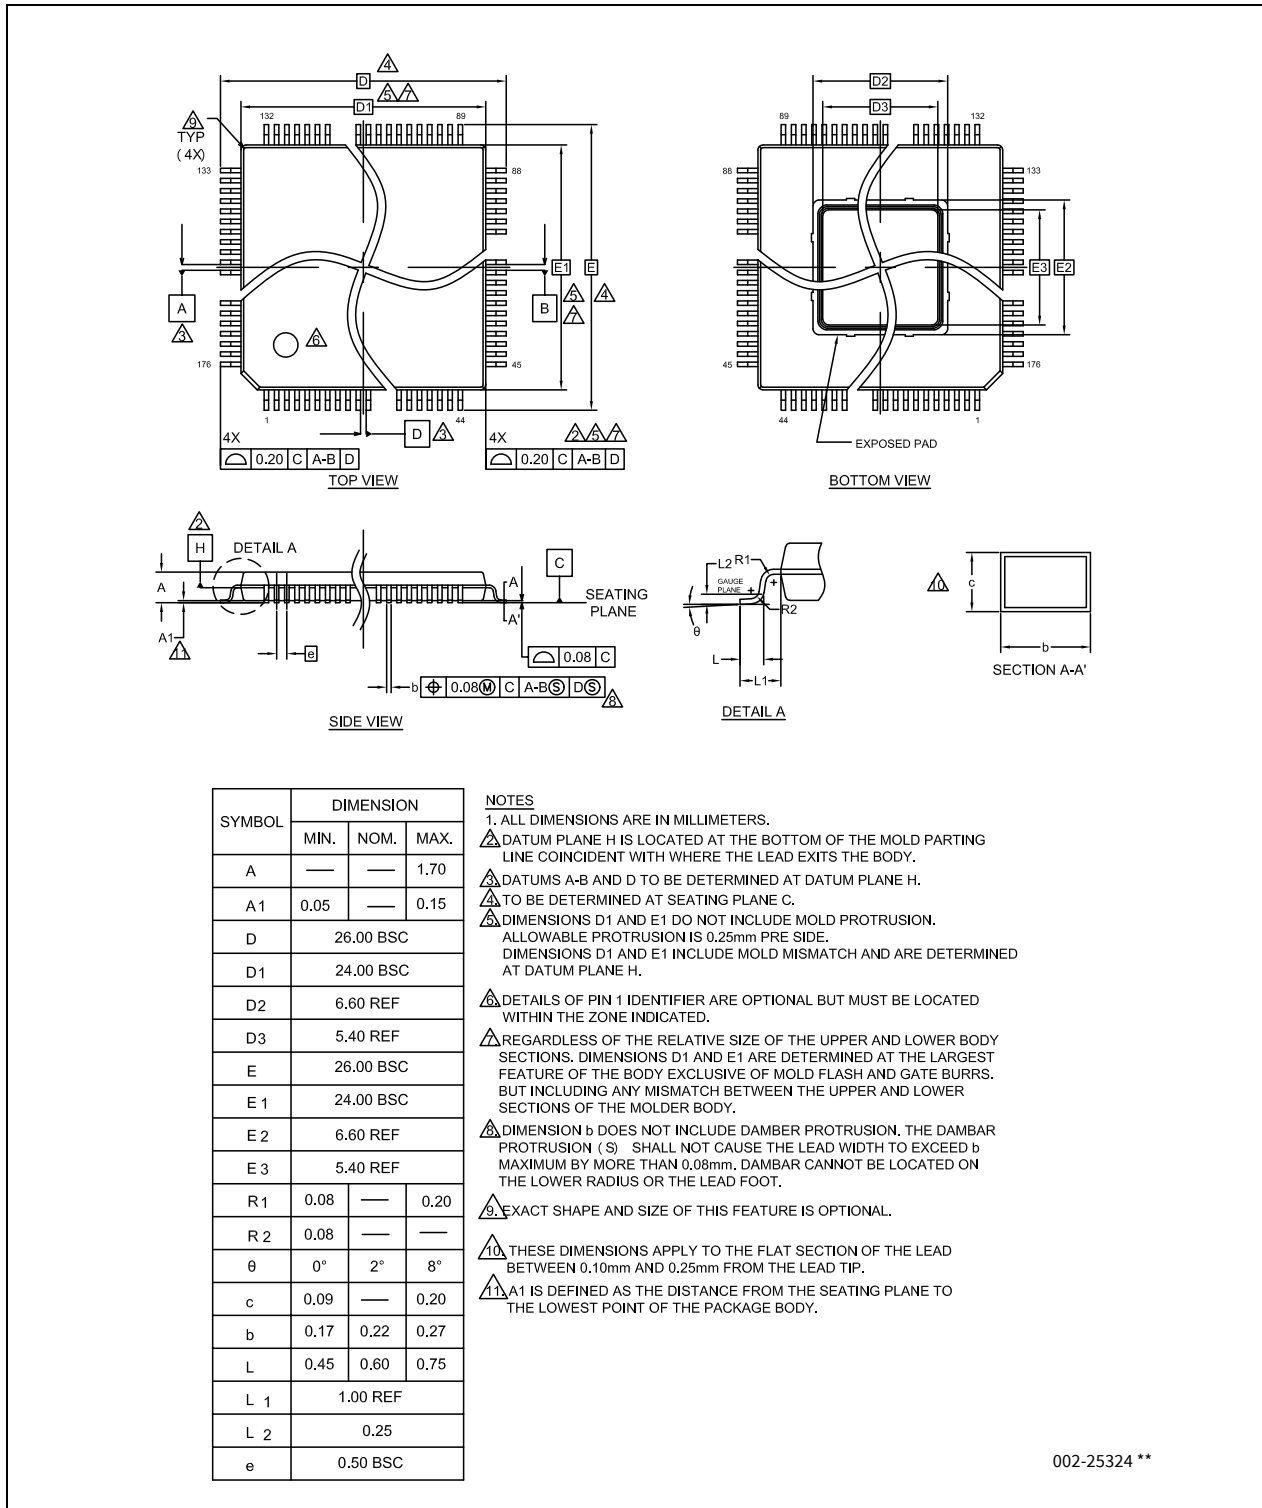 4
D
5 7
D1
132
89
9
TYP
( 4X)
133
88
E1
E
A
3
B
5
4
7
6
176
45
1
44
D
3
4X
0.20 C A-B D
4X
2 5 7
0.20 C A-B D
TOP VIEW
D2
D3
89
132
88
133
E3
E2
45
176
44
1
EXPOSED PAD
BOTTOM VIEW
2
H
DETAIL A
A
A1
11
e
C
A
A'
SEATING
PLANE
0.08 C
b
0.08 M C A-B S D S
8
SIDE VIEW
L2
R1
GAUGE
PLANE
R2
θ
L
L1
DETAIL A
10
c
b
SECTION A-A'
SYMBOL
DIMENSION
MIN. NOM. MAX.
A — — 1.70
A1 0.05 — 0.15
D 26.00 BSC
D1 24.00 BSC
D2 6.60 REF
D3 5.40 REF
E 26.00 BSC
E 1 24.00 BSC
E 2 6.60 REF
E 3 5.40 REF
R 1 0.08 — 0.20
R 2 0.08 — —
θ 0° 2° 8°
c 0.09 — 0.20
b 0.17 0.22 0.27
L 0.45 0.60 0.75
L 1 1.00 REF
L 2 0.25
e 0.50 BSC
NOTES
1. ALL DIMENSIONS ARE IN MILLIMETERS.
2. DATUM PLANE H IS LOCATED AT THE BOTTOM OF THE MOLD PARTING
LINE COINCIDENT WITH WHERE THE LEAD EXITS THE BODY.
3. DATUMS A-B AND D TO BE DETERMINED AT DATUM PLANE H.
4. TO BE DETERMINED AT SEATING PLANE C.
5. DIMENSIONS D1 AND E1 DO NOT INCLUDE MOLD PROTRUSION.
ALLOWABLE PROTRUSION IS 0.25mm PRE SIDE.
DIMENSIONS D1 AND E1 INCLUDE MOLD MISMATCH AND ARE DETERMINED
AT DATUM PLANE H.
6. DETAILS OF PIN 1 IDENTIFIER ARE OPTIONAL BUT MUST BE LOCATED
WITHIN THE ZONE INDICATED.
7. REGARDLESS OF THE RELATIVE SIZE OF THE UPPER AND LOWER BODY
SECTIONS. DIMENSIONS D1 AND E1 ARE DETERMINED AT THE LARGEST
FEATURE OF THE BODY EXCLUSIVE OF MOLD FLASH AND GATE BURRS.
BUT INCLUDING ANY MISMATCH BETWEEN THE UPPER AND LOWER
SECTIONS OF THE MOLDER BODY.
8. DIMENSION b DOES NOT INCLUDE DAMBER PROTRUSION. THE DAMBAR
PROTRUSION ( S) SHALL NOT CAUSE THE LEAD WIDTH TO EXCEED b
MAXIMUM BY MORE THAN 0.08mm. DAMBAR CANNOT BE LOCATED ON
THE LOWER RADIUS OR THE LEAD FOOT.
9. EXACT SHAPE AND SIZE OF THIS FEATURE IS OPTIONAL.
10. THESE DIMENSIONS APPLY TO THE FLAT SECTION OF THE LEAD
BETWEEN 0.10mm AND 0.25mm FROM THE LEAD TIP.
11. A1 IS DEFINED AS THE DISTANCE FROM THE SEATING PLANE TO
THE LOWEST POINT OF THE PACKAGE BODY.
002-25324 **